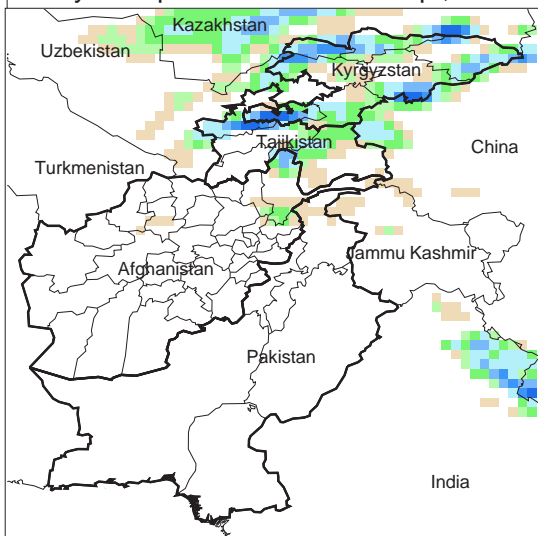 Kazakhstan
Uzbekistan
Kyrgyzstan
Tajikistan
China
Turkmenistan
Jammu Kashmir
Afghanistan
Pakistan
India